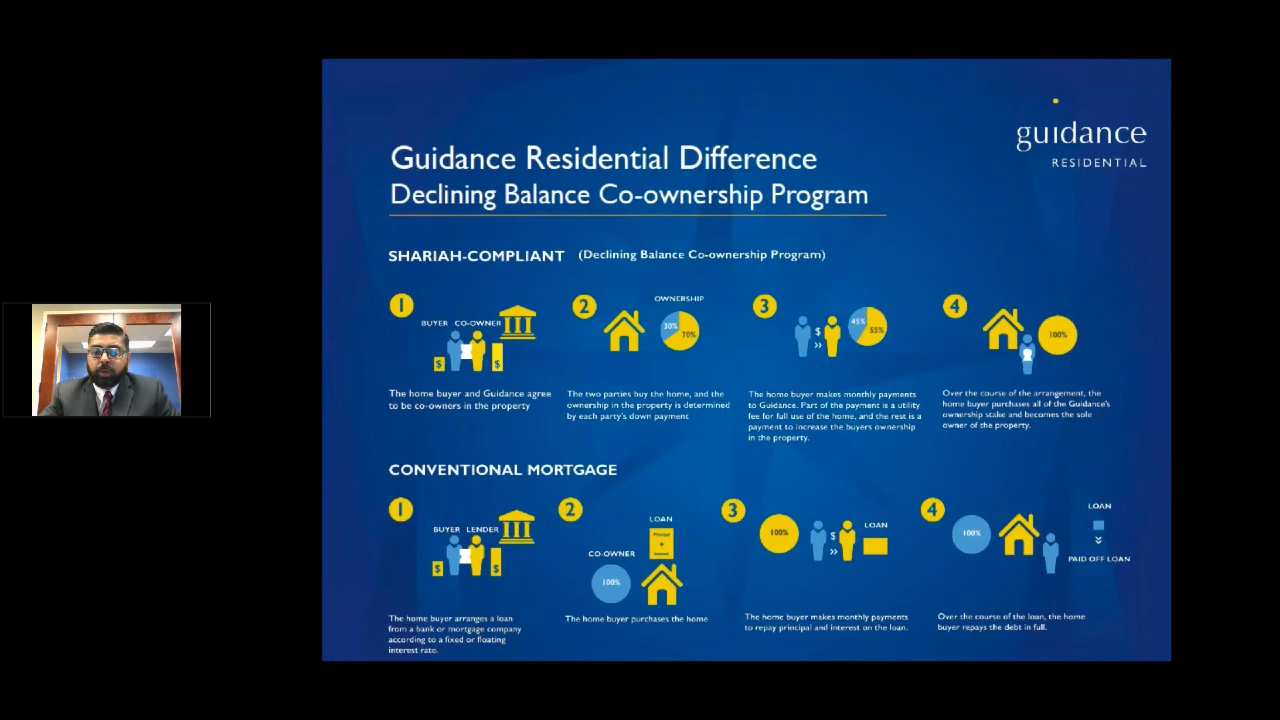 guidance
RESIDENTIAL
Guidance Residential Difference
Declining Balance Co-ownership Program
SHARIAH-COMPLIANT (Declining Balance Co-ownership Program)
1
BUYER CO-OWNER
$ $
The home buyer and Guidance agree
to be co-owners in the property
2
OWNERSHIP
30%
70%
The two parties buy the home, and the
ownership in the property is determined
by each party's down payment
3
$
»
45%
55%
The home buyer makes monthly payments
to Guidance. Part of the payment is a utility
fee for full use of the home, and the rest is a
payment to increase the buyers ownership
in the property.
4
100%
Over the course of the arrangement, the
home buyer purchases all of the Guidance's
ownership stake and becomes the sole
owner of the property.
CONVENTIONAL MORTGAGE
1
BUYER LENDER
$ $
The home buyer arranges a loan
from a bank or mortgage company
according to a fixed or floating
interest rate.
2
LOAN
Principal
+
Interest
CO-OWNER
100%
The home buyer purchases the home
3
100%
$
»
LOAN
The home buyer makes monthly payments
to repay principal and interest on the loan.
4
100%
LOAN
PAID OFF LOAN
Over the course of the loan, the home
buyer repays the debt in full.